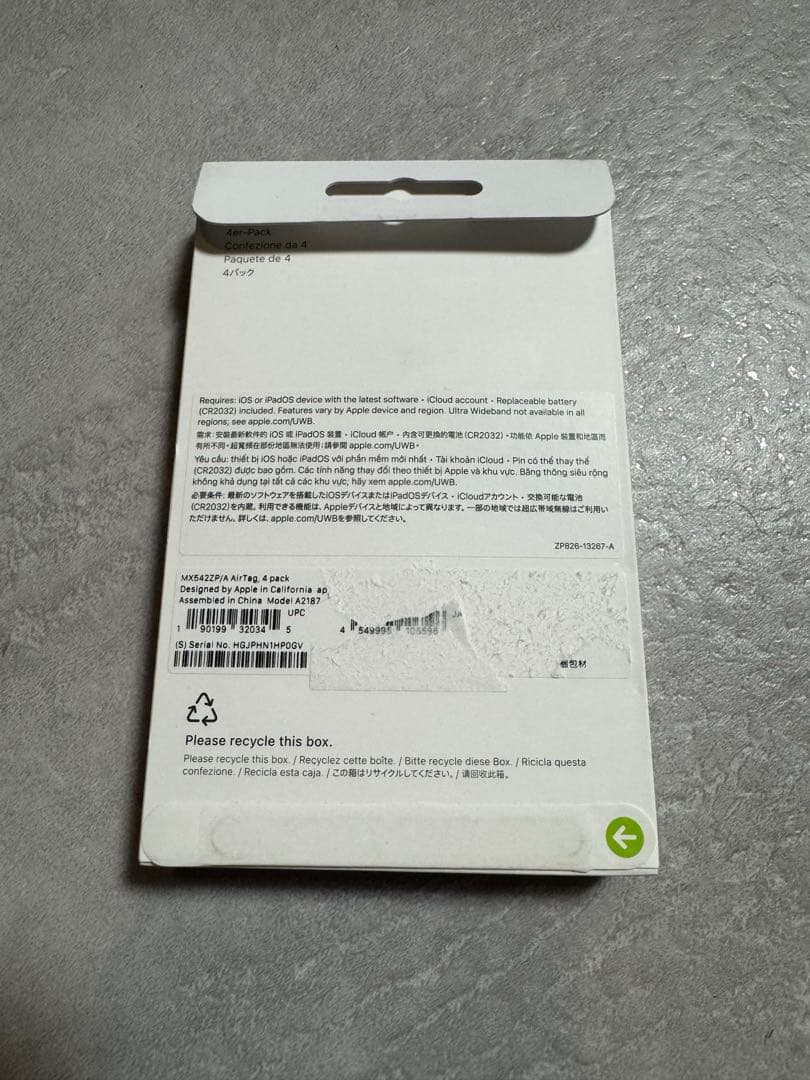 4er-Pack
Confezione da 4
Paquete de 4
4パック
Requires: iOS or iPadOS device with the latest software • iCloud account • Replaceable battery
(CR2032) included. Features vary by Apple device and region. Ultra Wideband not available in all
regions; see apple.com/UWB.
需求：安裝最新軟件的 iOS 或 iPadOS 裝置・iCloud 帳户・內含可更換的電池 (CR2032)・功能依 Apple 裝置和地區而
有所不同。超寬頻在部份地區無法使用；請參閱 apple.com/UWB。
Yêu cầu: thiết bị iOS hoặc iPadOS với phần mềm mới nhất • Tài khoản iCloud • Pin có thể thay thế
(CR2032) được bao gồm. Các tính năng thay đổi theo thiết bị Apple và khu vực. Băng thông siêu rộng
không khả dụng tại tất cả các khu vực; hãy xem apple.com/UWB.
必要条件: 最新のソフトウェアを搭載したiOSデバイスまたはiPadOSデバイス・iCloudアカウント・交換可能な電池
(CR2032)を内蔵。利用できる機能は、Appleデバイスと地域によって異なります。一部の地域では超広帯域無線はご利用い
ただけません。詳しくは、apple.com/UWBを参照してください。
ZP826-13267-A
MX542ZP/A AirTag, 4 pack
Designed by Apple in California ap
Assembled in China Model A2187
UPC
1 90199 32034 5
4 549995 106596 JA
(S) Serial No. HGJPHN1HP0GV
梱包材
Please recycle this box.
Please recycle this box. / Recyclez cette boîte. / Bitte recycle diese Box. / Ricicla questa
confezione. / Recicla esta caja. / この箱はリサイクルしてください。/ 请回收此箱。